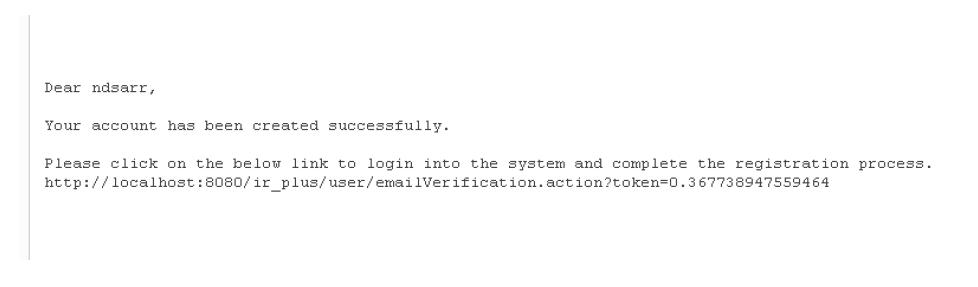 Dear ndsarr,
Your account has been created successfully.
Please click on the below link to login into the system and complete the registration process.
http://localhost:8080/ir_plus/user/emailVerification.action?token=0.367738947559464